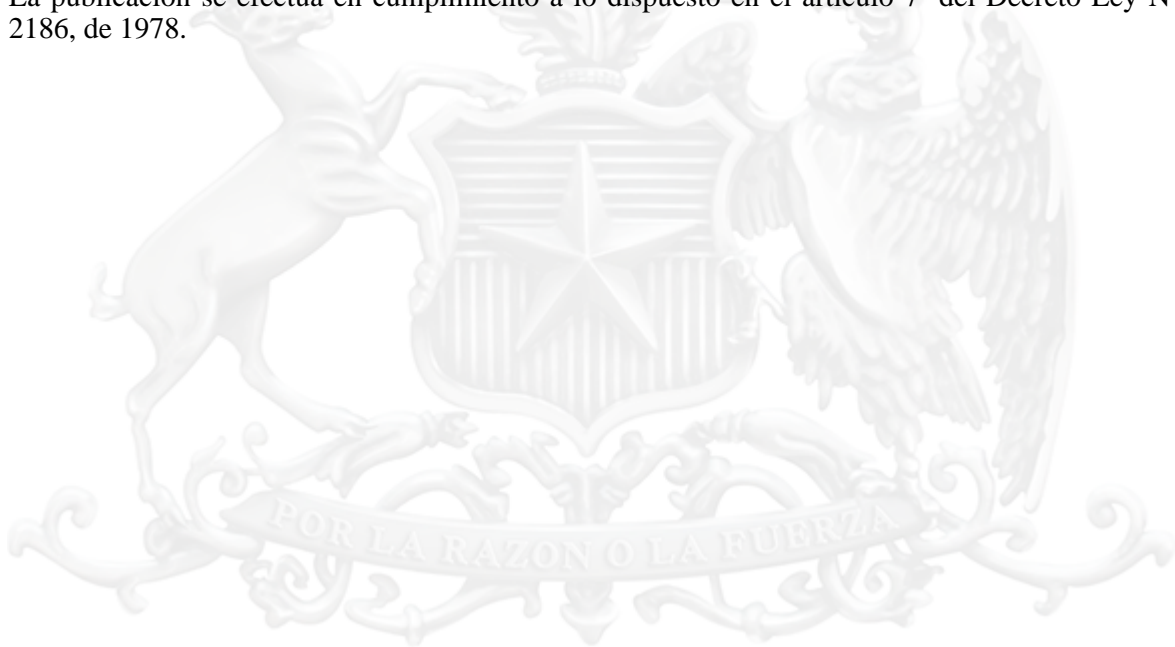 La publicación se efectúa en cumplimiento a lo dispuesto en el artículo 7° del Decreto Ley N°
2186, de 1978.
POR LA RAZON O LA FUERZA